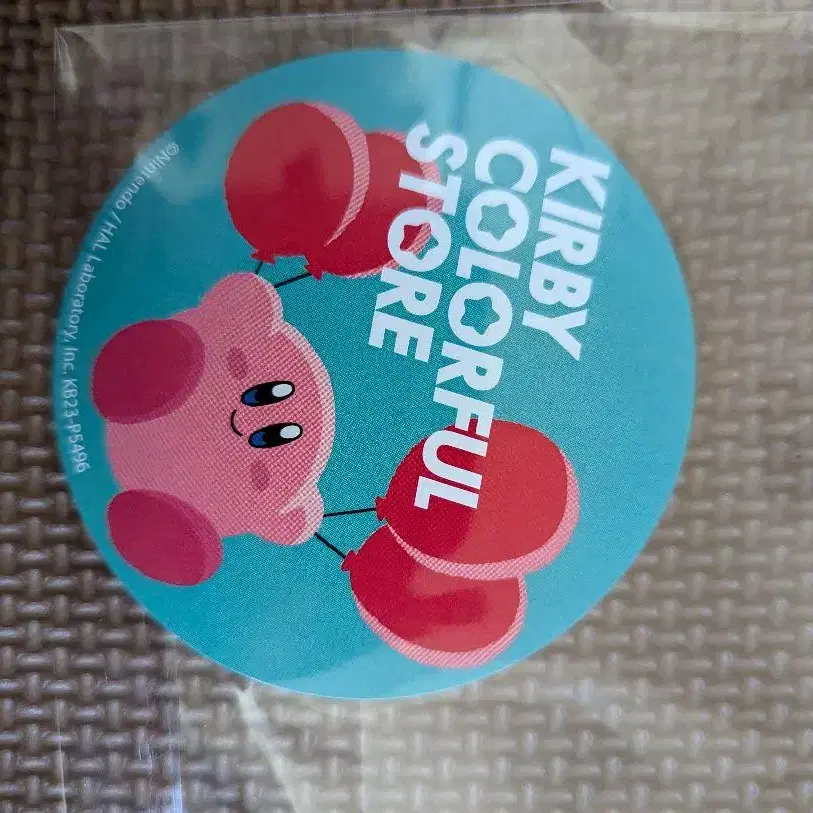 KIRBY
COLORFUL
STORE
©Nintendo / HAL Laboratory, Inc. KB23-P5496